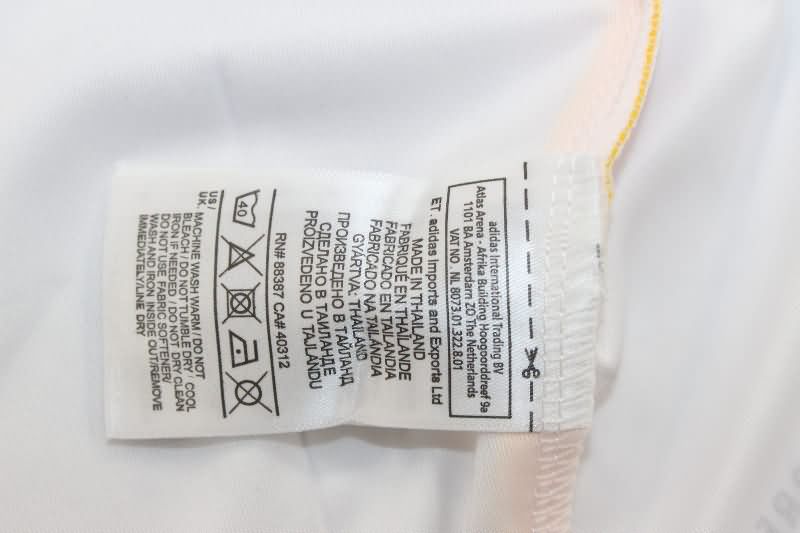 adidas International Trading BV
Atlas Arena - Afrika Building Hoogoorddreef 9a
1101 BA Amsterdam ZO The Netherlands
VAT NO. NL 8073.01.322.B.01
ET. adidas Imports and Exports Ltd
MADE IN THAILAND
FABRIQUÉ EN THAÏLANDE
FABRICADO EN TAILANDIA
FABRICADO NA TAILÂNDIA
GYÁRTVA: THAILAND
ПРОИЗВЕДЕНО В ТАЙЛАНД
СДЕЛАНО В ТАИЛАНДЕ
PROIZVEDENO U TAJLANDU
RN# 88387 CA# 40312
40
US/
UK. MACHINE WASH WARM / DO NOT
BLEACH / DO NOT TUMBLE DRY / COOL
IRON IF NEEDED / DO NOT DRY CLEAN
DO NOT USE FABRIC SOFTENER/
WASH AND IRON INSIDE OUT/REMOVE
IMMEDIATELY/LINE DRY